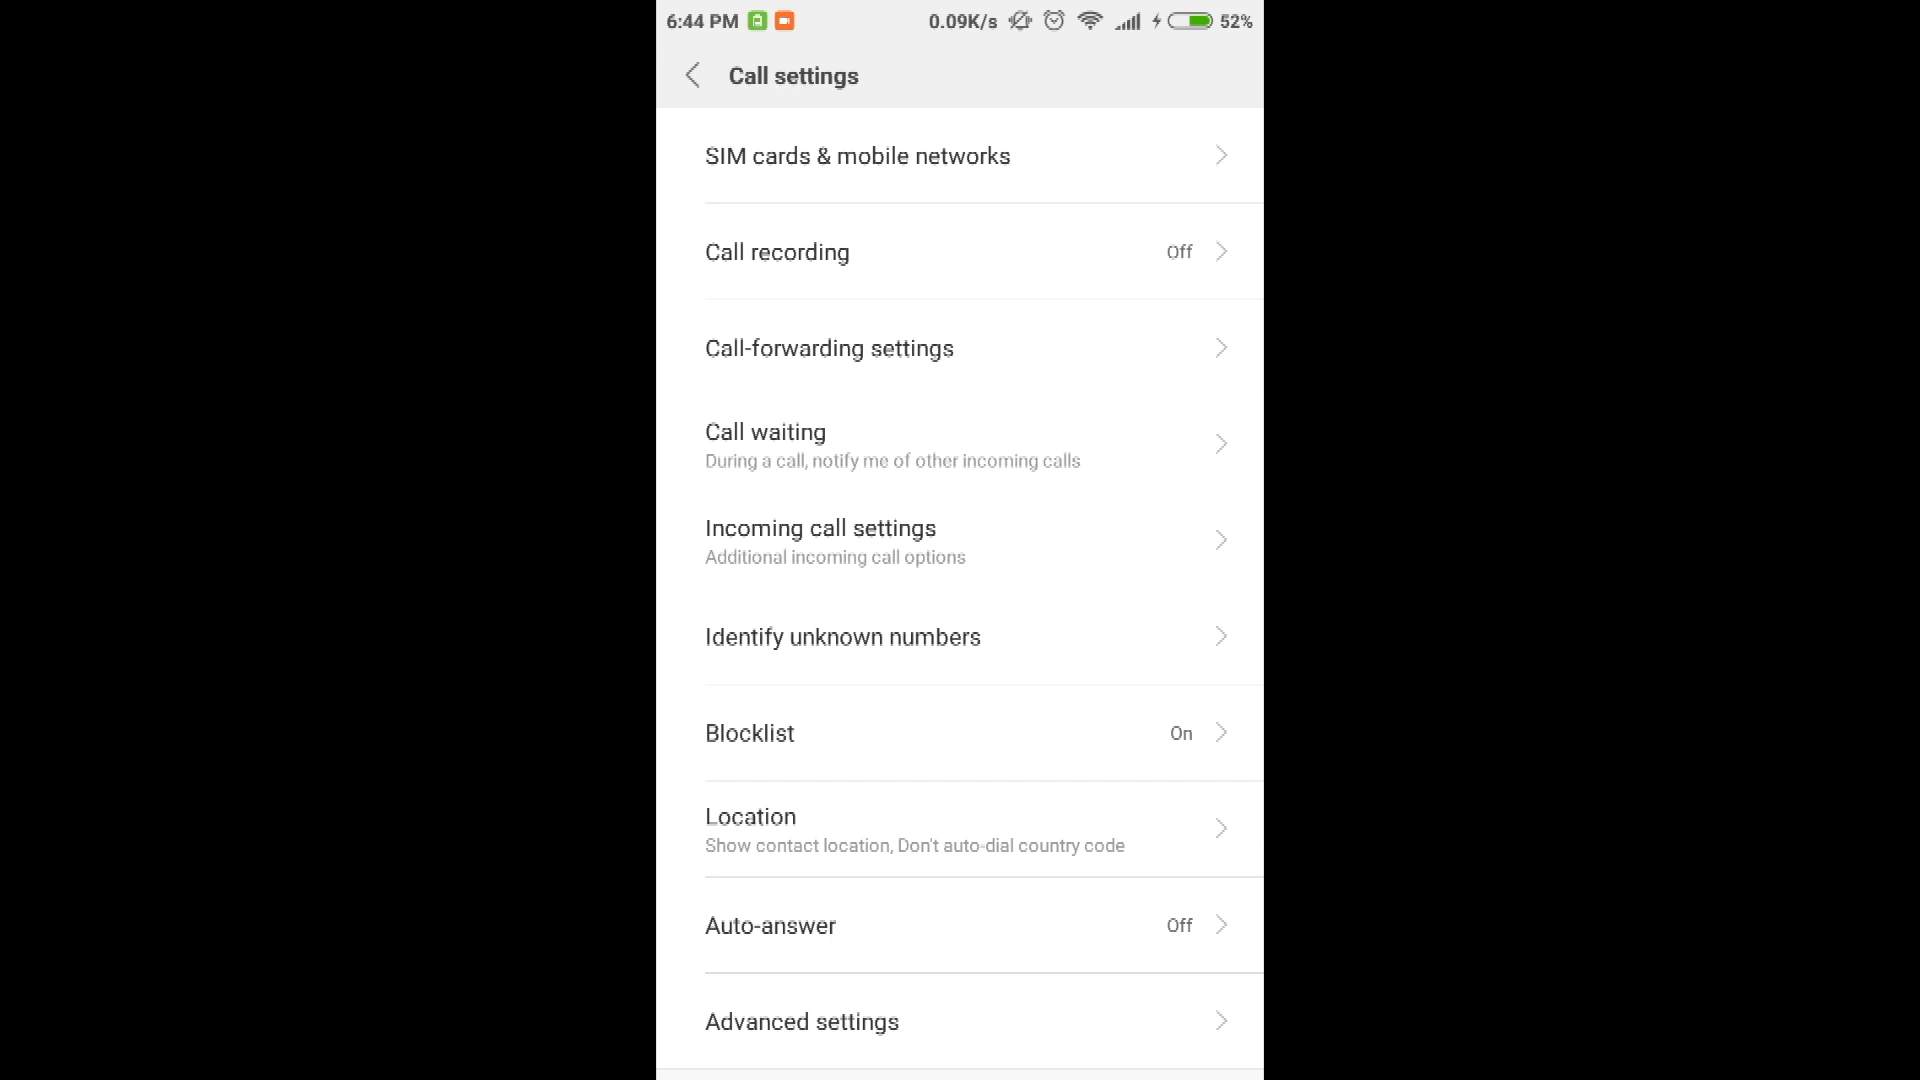 6:44 PM 0.09K/s 52%
Call settings
SIM cards & mobile networks
Call recording Off
Call-forwarding settings
Call waiting
During a call, notify me of other incoming calls
Incoming call settings
Additional incoming call options
Identify unknown numbers
Blocklist On
Location
Show contact location, Don't auto-dial country code
Auto-answer Off
Advanced settings